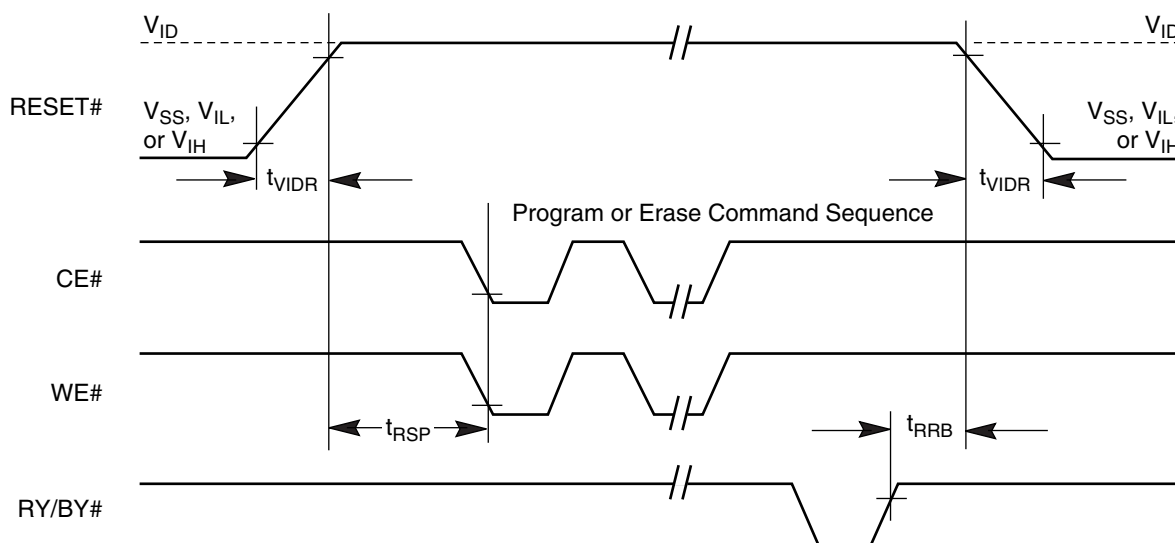 V_ID V_ID
RESET#
V_SS, V_IL, V_SS, V_IL,
or V_IH or V_IH
t_VIDR t_VIDR
Program or Erase Command Sequence
CE#
WE#
t_RSP t_RRB
RY/BY#